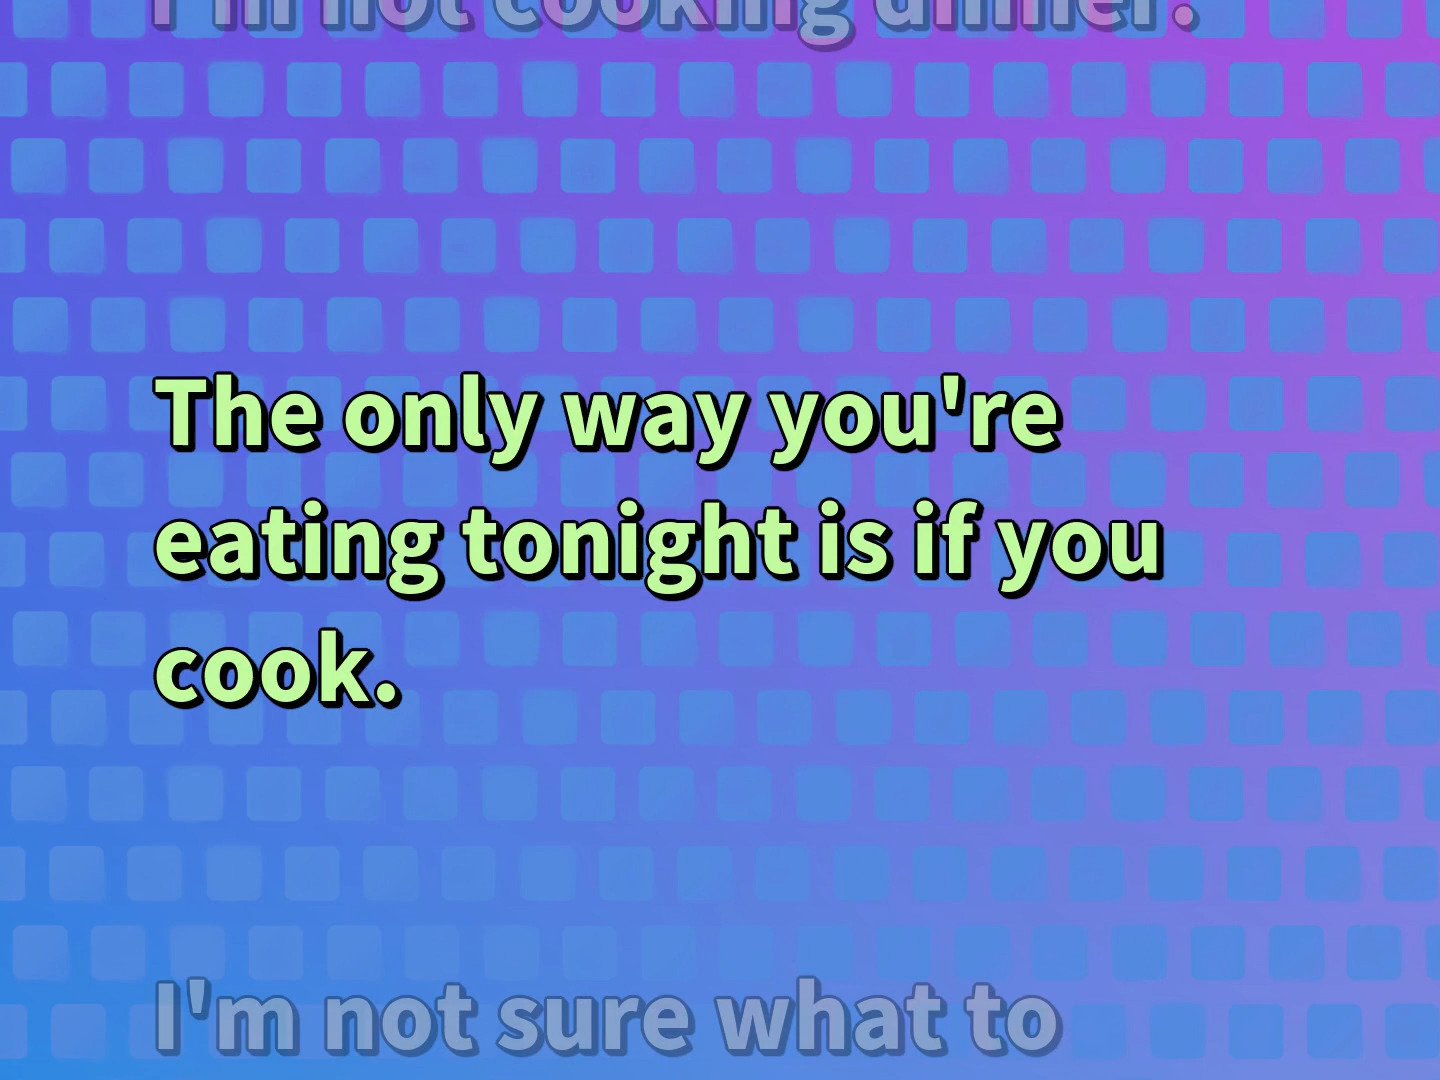 I'm not cooking dinner.
The only way you're
eating tonight is if you
cook.
I'm not sure what to